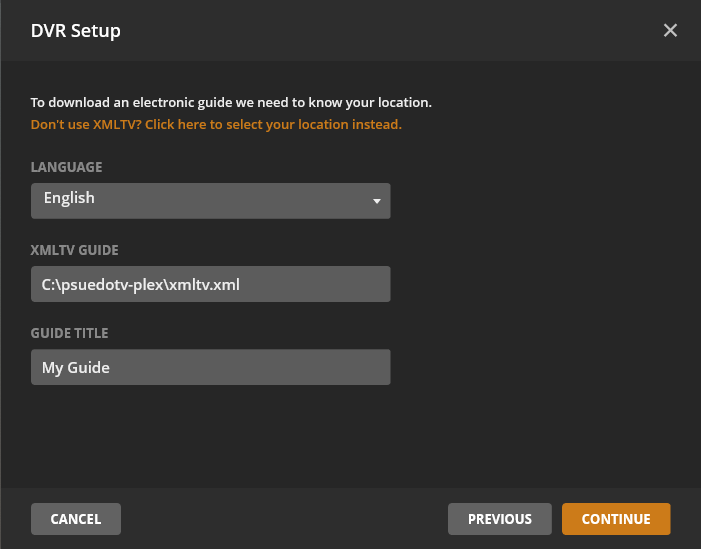 DVR Setup
To download an electronic guide we need to know your location.
Don't use XMLTV? Click here to select your location instead.
LANGUAGE
English
XMLTV GUIDE
C:\psuedotv-plex\xmltv.xml
GUIDE TITLE
My Guide
CANCEL
PREVIOUS
CONTINUE